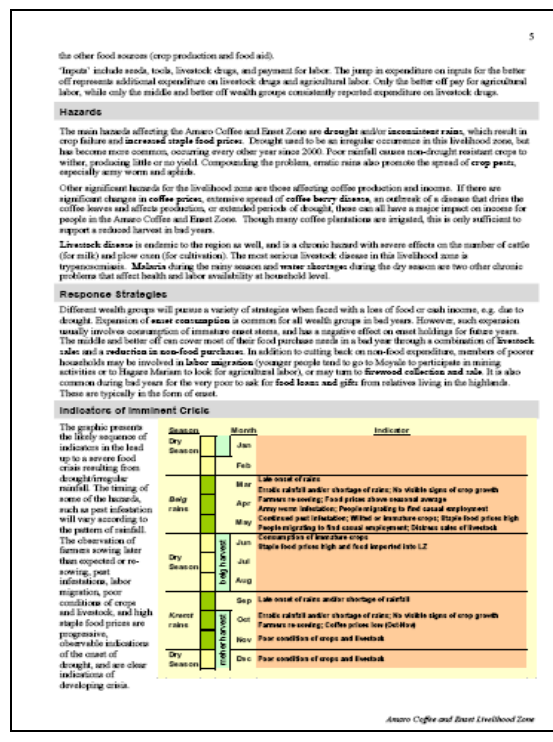 5
the other food sources (crop production and food aid).
'Inputs' include seeds, tools, livestock drugs, and payment for labor. The jump in expenditure on inputs for the better
off represents additional expenditure on livestock drugs and agricultural labor. Only the better off pay for agricultural
labor, while only the middle and better off wealth groups consistently reported expenditure on livestock drugs.
Hazards
The main hazards affecting the Amaro Coffee and Enset Zone are drought and/or inconsistent rains, which result in
crop failure and increased staple food prices. Drought used to be an irregular occurrence in this livelihood zone, but
has become more common, occurring every other year since 2000. Poor rainfall causes non-drought resistant crops to
wither, producing little or no yield. Compounding the problem, erratic rains also promote the spread of crop pests,
especially army worm and aphids.
Other significant hazards for the livelihood zone are those affecting coffee production and income. If there are
significant changes in coffee prices, extensive spread of coffee berry disease, an outbreak of a disease that dries the
coffee leaves and affects production, or extended periods of drought, these can all have a major impact on income for
people in the Amaro Coffee and Enset Zone. Though many coffee plantations are irrigated, this is only sufficient to
support a reduced harvest in bad years.
Livestock disease is endemic to the region as well, and is a chronic hazard with severe effects on the number of cattle
(for milk) and plow oxen (for cultivation). The most serious livestock disease in this livelihood zone is
trypanosomiasis. Malaria during the rainy season and water shortages during the dry season are two other chronic
problems that affect health and labor availability at household level.
Response Strategies
Different wealth groups will pursue a variety of strategies when faced with a loss of food or cash income, e.g. due to
drought. Expansion of enset consumption is common for all wealth groups in bad years. However, such expansion
usually involves consumption of immature enset stems, and has a negative effect on enset holdings for future years.
The middle and better off can cover most of their food purchase needs in a bad year through a combination of livestock
sales and a reduction in non-food purchases. In addition to cutting back on non-food expenditure, members of poorer
households may be involved in labor migration (younger people tend to go to Moyale to participate in mining
activities or to Hagare Mariam to look for agricultural labor), or may turn to firewood collection and sale. It is also
common during bad years for the very poor to ask for food loans and gifts from relatives living in the highlands.
These are typically in the form of enset.
Indicators of Imminent Crisis
The graphic presents
the likely sequence of
indicators in the lead
up to a severe food
crisis resulting from
drought/irregular
rainfall. The timing of
some of the hazards,
such as pest infestation
will vary according to
the pattern of rainfall.
The observation of
farmers sowing later
than expected or re-
sowing, pest
infestations, labor
migration, poor
conditions of crops
and livestock, and high
staple food prices are
progressive,
observable indications
of the onset of
drought, and are clear
indications of
developing crisis.
Season Month Indicator
Dry
Season
Jan
Feb
Belg
rains
Mar
Late onset of rains
Erratic rainfall and/or shortage of rains; No visible signs of crop growth
Apr
Farmers re-sowing; Food prices above seasonal average
Army worm infestation; People migrating to find casual employment
May
Continued pest infestation; Wilted or immature crops; Staple food prices high
People migrating to find casual employment; Distress sales of livestock
Dry
Season
belg harvest
Jun
Consumption of immature crops
Staple food prices high and food imported into LZ
Jul
Aug
Kremt
rains
Sep
Late onset of rains and/or shortage of rainfall
meher harvest
Oct
Erratic rainfall and/or shortage of rains; No visible signs of crop growth
Farmers re-sowing; Coffee prices low (Oct-Nov)
Nov
Poor condition of crops and livestock
Dry
Season
Dec
Poor condition of crops and livestock
Amaro Coffee and Enset Livelihood Zone